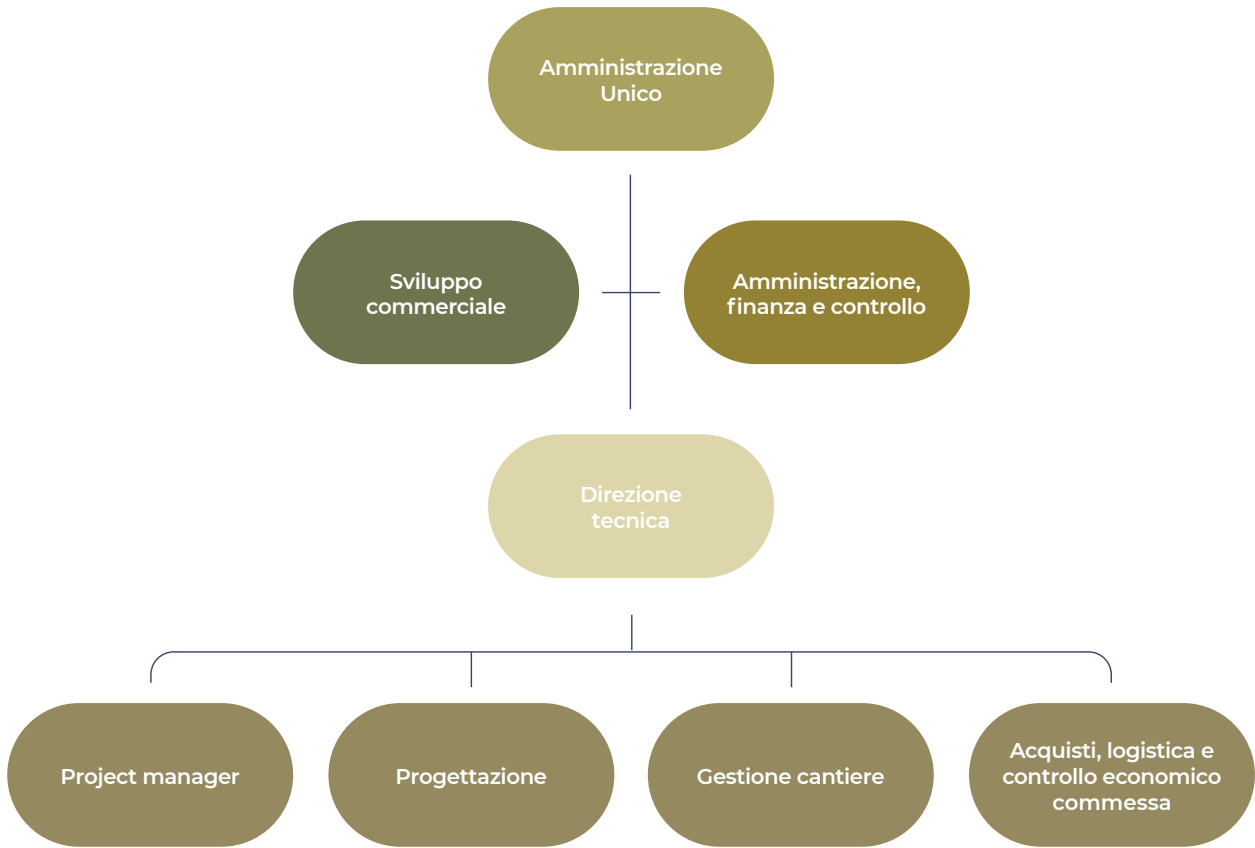 Amministrazione
Unico
Sviluppo
commerciale
Amministrazione,
finanza e controllo
Direzione
tecnica
Project manager
Progettazione
Gestione cantiere
Acquisti, logistica e
controllo economico
commessa